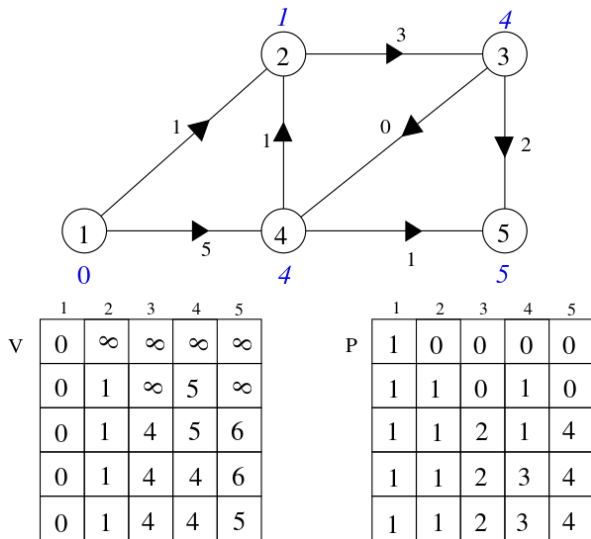 1 4
2 3 3
1 1 0 2
1 5 4 1 5
0 4 5
1 2 3 4 5 1 2 3 4 5
V 0 ∞ ∞ ∞ ∞ P 1 0 0 0 0
0 1 ∞ 5 ∞ 1 1 0 1 0
0 1 4 5 6 1 1 2 1 4
0 1 4 4 6 1 1 2 3 4
0 1 4 4 5 1 1 2 3 4